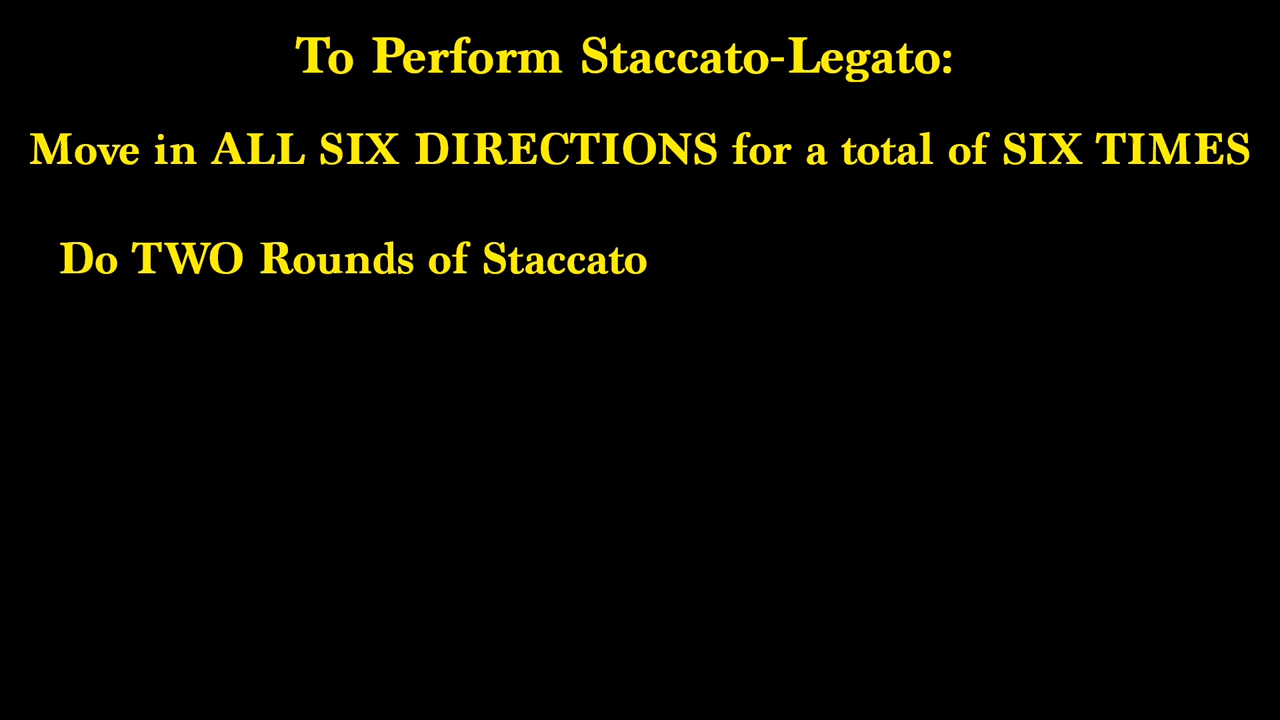 To Perform Staccato-Legato:
Move in ALL SIX DIRECTIONS for a total of SIX TIMES
Do TWO Rounds of Staccato